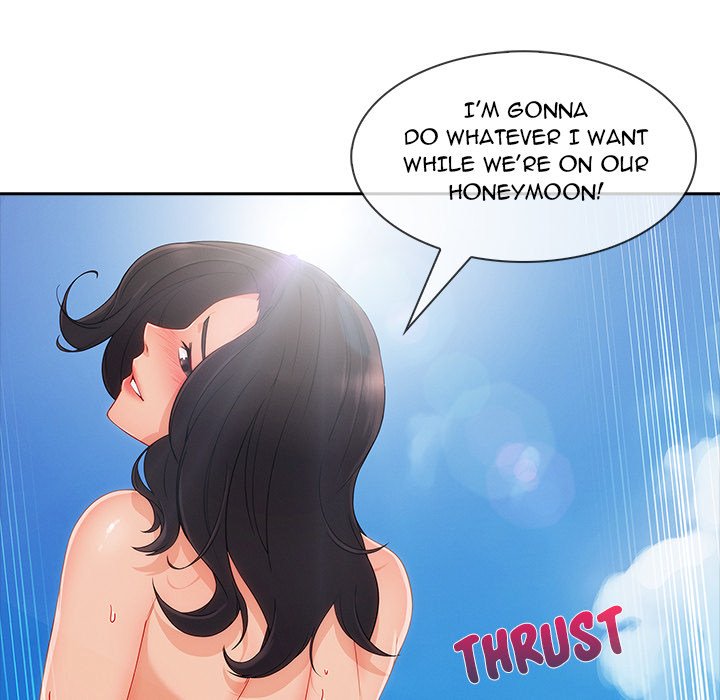 I'M GONNA
DO WHATEVER I WANT
WHILE WE'RE ON OUR
HONEYMOON!
THRUST